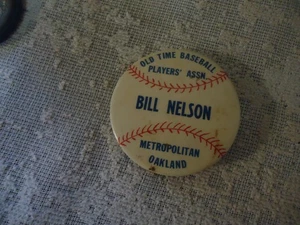 OLD TIME BASEBALL
PLAYERS' ASSN.
BILL NELSON
METROPOLITAN
OAKLAND